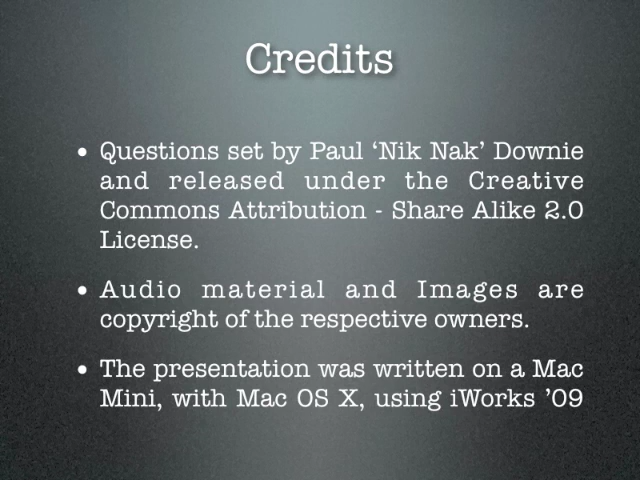 Credits
• Questions set by Paul ‘Nik Nak’ Downie
and released under the Creative
Commons Attribution - Share Alike 2.0
License.
• Audio material and Images are
copyright of the respective owners.
• The presentation was written on a Mac
Mini, with Mac OS X, using iWorks ’09